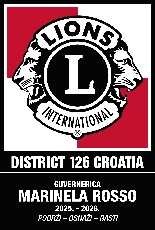 LIONS
L
INTERNATIONAL
®
DISTRICT 126 CROATIA
GUVERNERICA
MARINELA ROSSO
2025. - 2026.
PODRŽI – OSNAŽI – RASTI